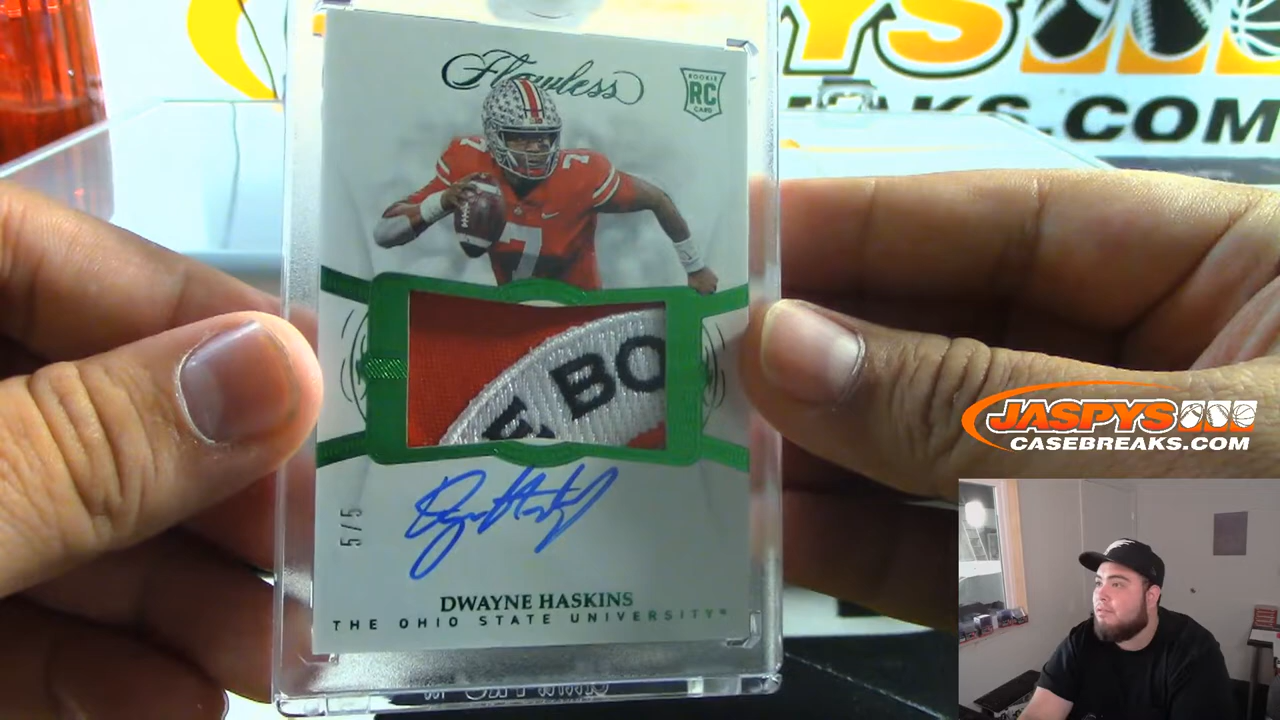 Flawless
ROOKIE
RC
CARD
7
7
E BO
5/5
DWAYNE HASKINS
THE OHIO STATE UNIVERSITY
YS
.COM
JASPYS
CASEBREAKS.COM